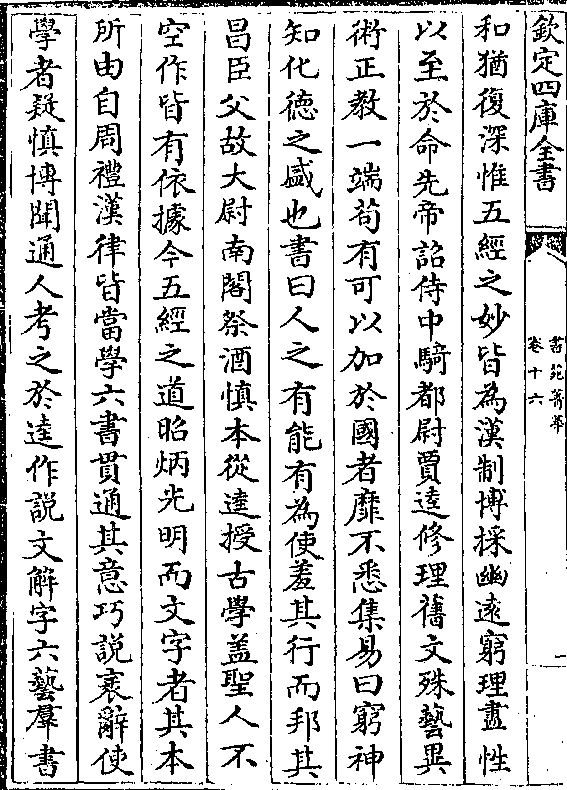 欽定四庫全書
書苑菁華
卷十六
和猶復深惟五經之妙皆為漢制博採幽遠窮理盡性
以至於命先帝詔侍中騎都尉賈逵修理舊文殊藝異
術正教一端茍有可以加於國者靡不悉集易曰窮神
知化德之盛也書曰人之有能有為使羞其行而邦其
昌臣父故大尉南閣祭酒慎本從逵授古學盖聖人不
空作皆有依據今五經之道昭炳光明而文字者其本
所由自周禮漢律皆當學六書貫通其意巧説衺辭使
學者疑慎博聞通人考之於逵作説文解字六藝羣書